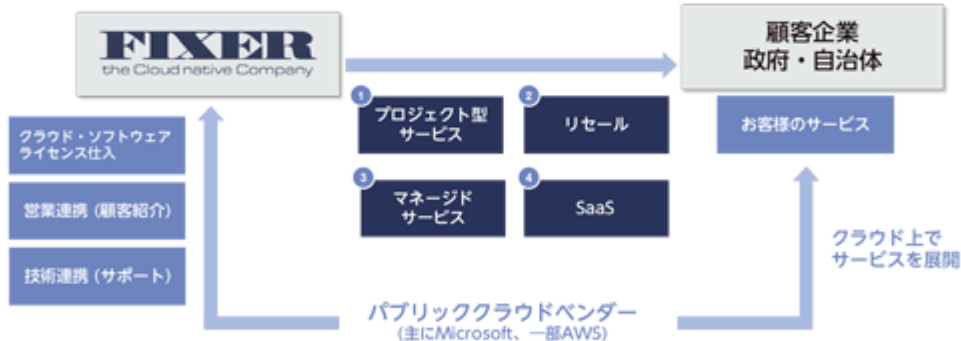 FIXER
the Cloud native Company
顧客企業
政府・自治体
クラウド・ソフトウェア
ライセンス仕入
営業連携(顧客紹介)
技術連携(サポート)
1
プロジェクト型
サービス
2
リセール
3
マネージド
サービス
4
SaaS
お客様のサービス
クラウド上で
サービスを展開
パブリッククラウドベンダー
(主にMicrosoft、一部AWS)